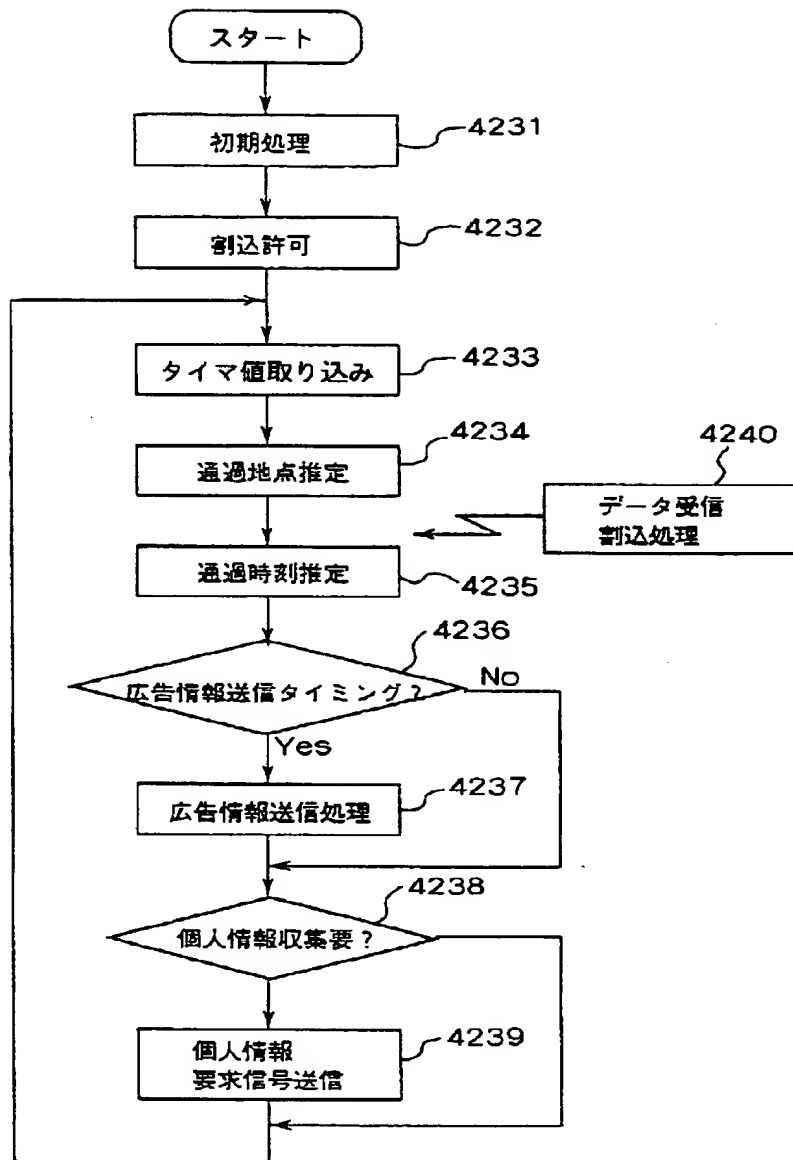 スタート
初期処理
4231
割込許可
4232
タイマ値取り込み
4233
通過地点推定
4234
4240
データ受信
割込処理
通過時刻推定
4235
4236
広告情報送信タイミング?
No
Yes
広告情報送信処理
4237
4238
個人情報収集要?
個人情報
要求信号送信
4239